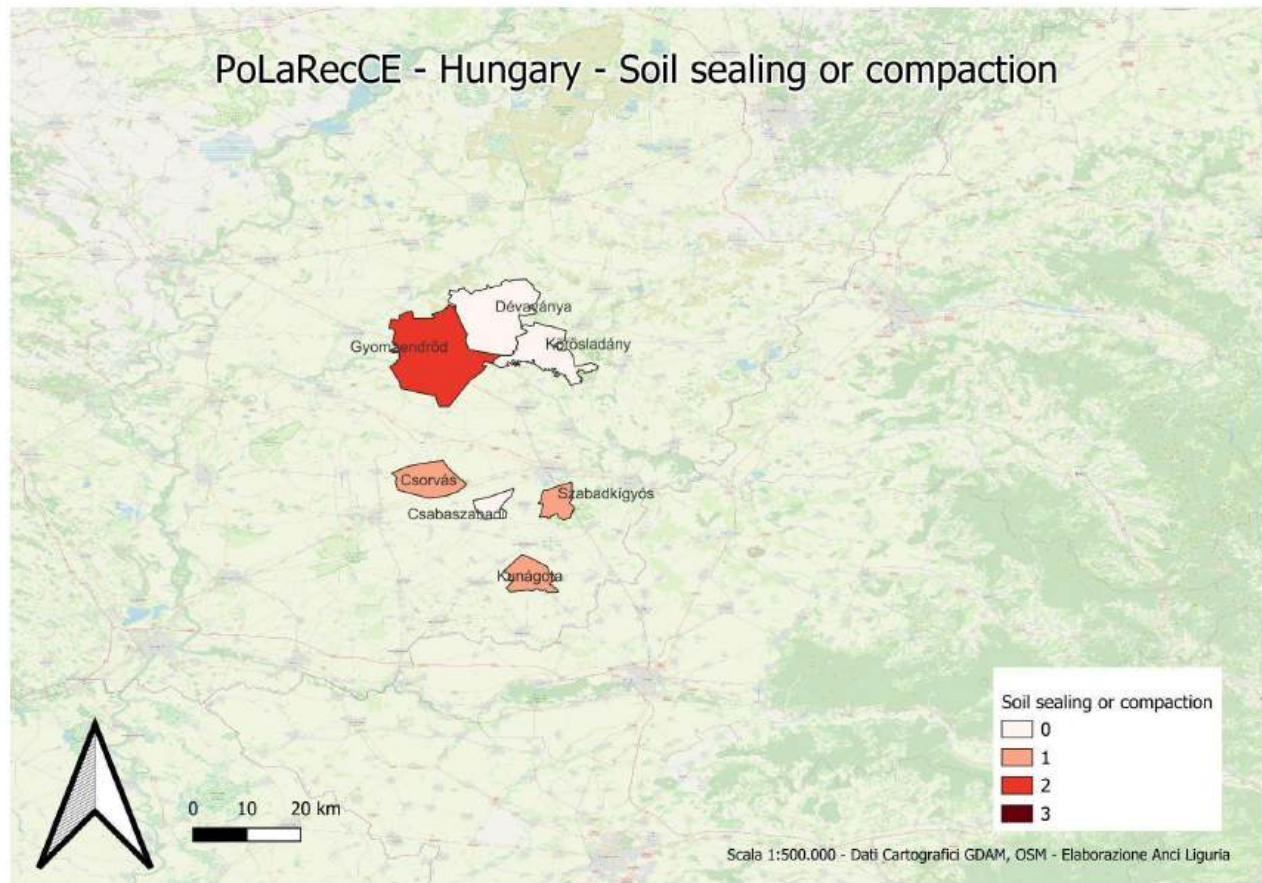 PoLaRecCE - Hungary - Soil sealing or compaction
Dévaványa
Gyomaendrőd
Körösladány
Csorvás
Szabadkígyós
Csabaszabadi
Kunágota
Soil sealing or compaction
0
1
2
3
0 10 20 km
Scala 1:500.000 - Dati Cartografici GDAM, OSM - Elaborazione Anci Liguria